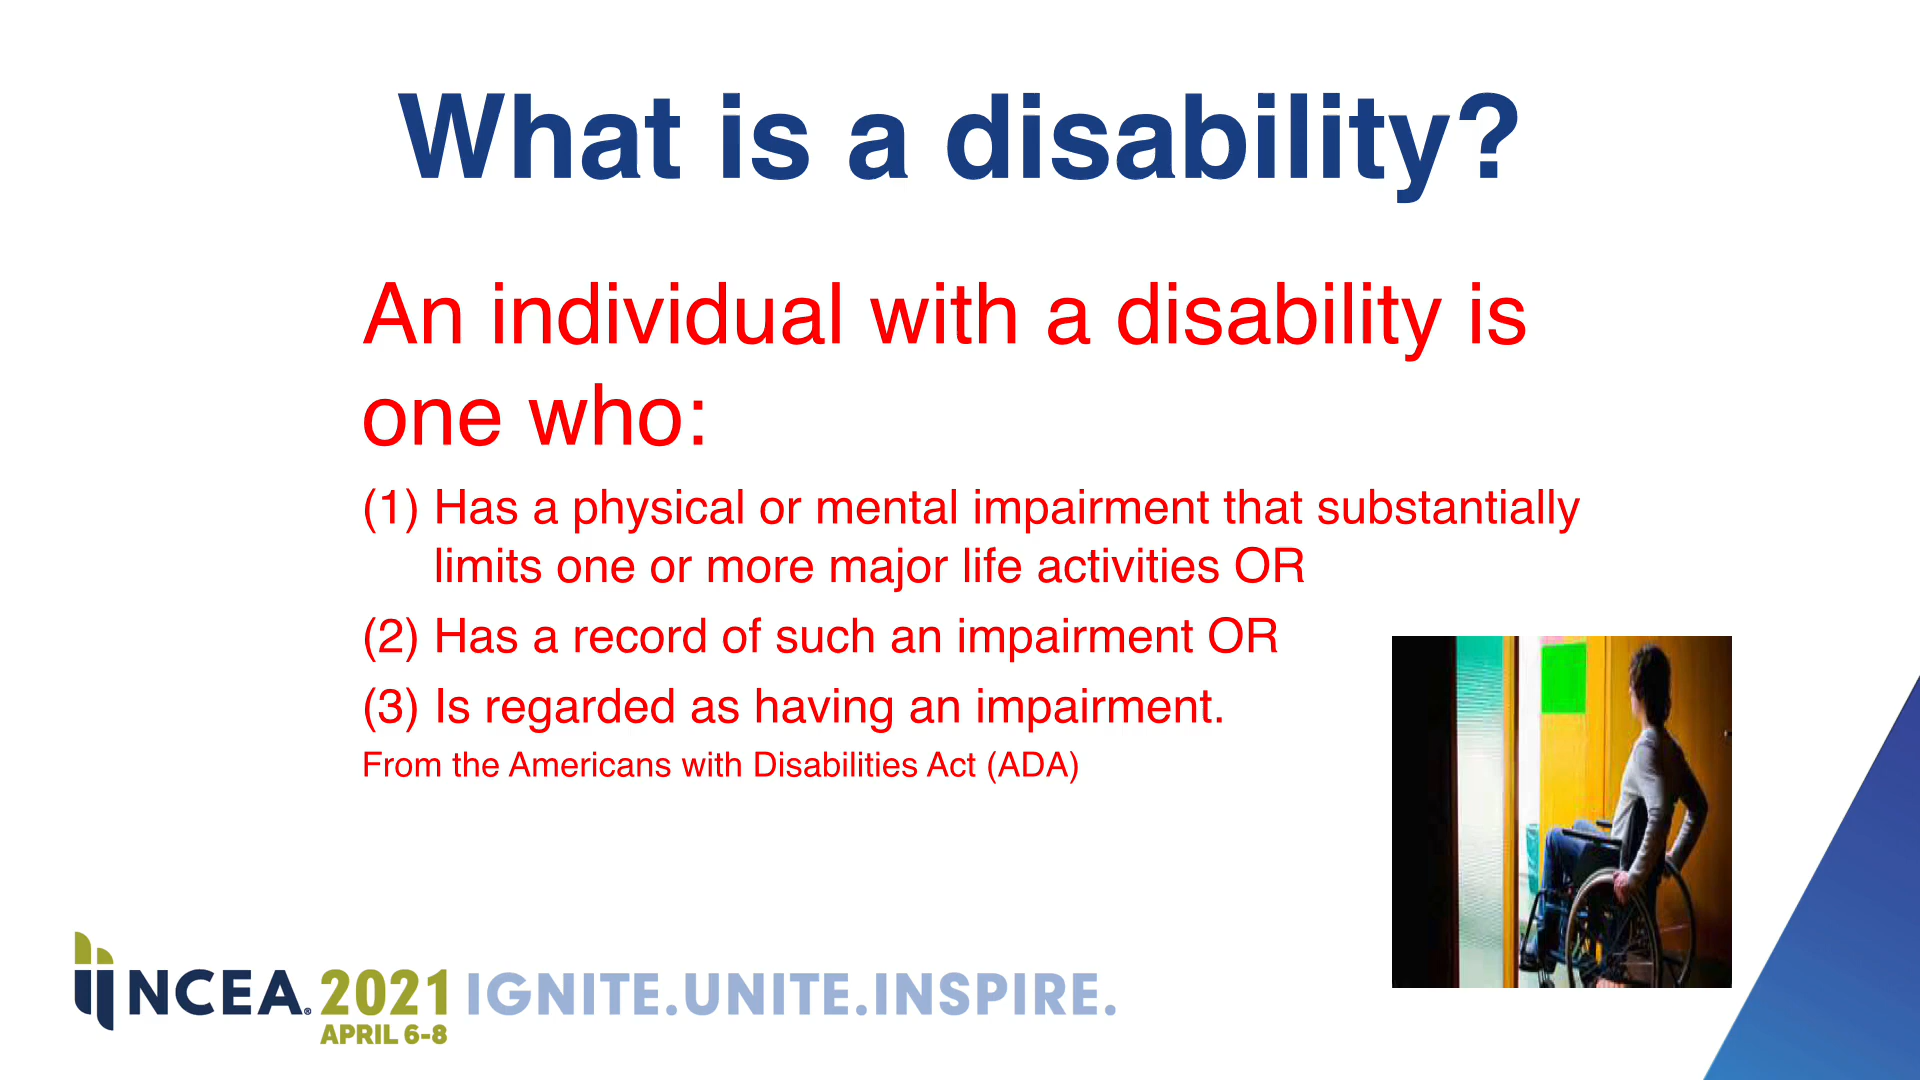 What is a disability?
An individual with a disability is
one who:
(1) Has a physical or mental impairment that substantially
limits one or more major life activities OR
(2) Has a record of such an impairment OR
(3) Is regarded as having an impairment.
From the Americans with Disabilities Act (ADA)
NCEA® 2021 IGNITE.UNITE.INSPIRE.
APRIL 6-8